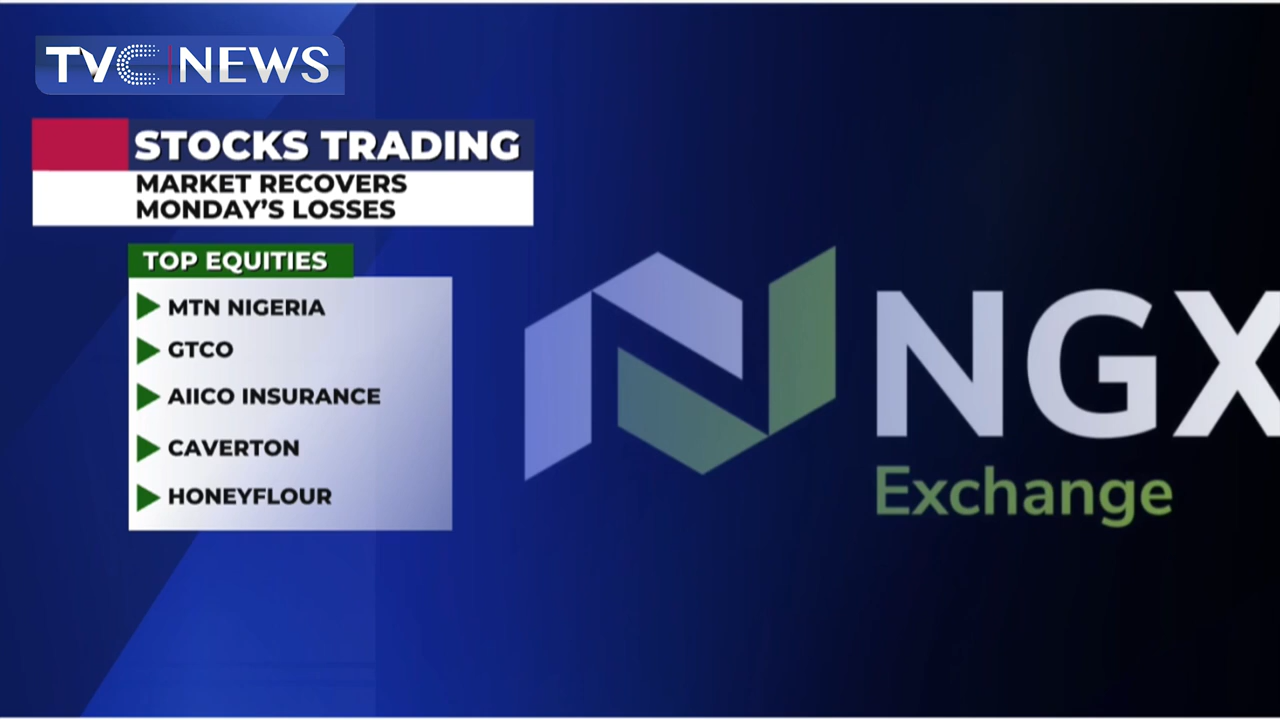 TVC NEWS
STOCKS TRADING
MARKET RECOVERS
MONDAY'S LOSSES
TOP EQUITIES
MTN NIGERIA
GTCO
AIICO INSURANCE
CAVERTON
HONEYFLOUR
NGX
Exchange